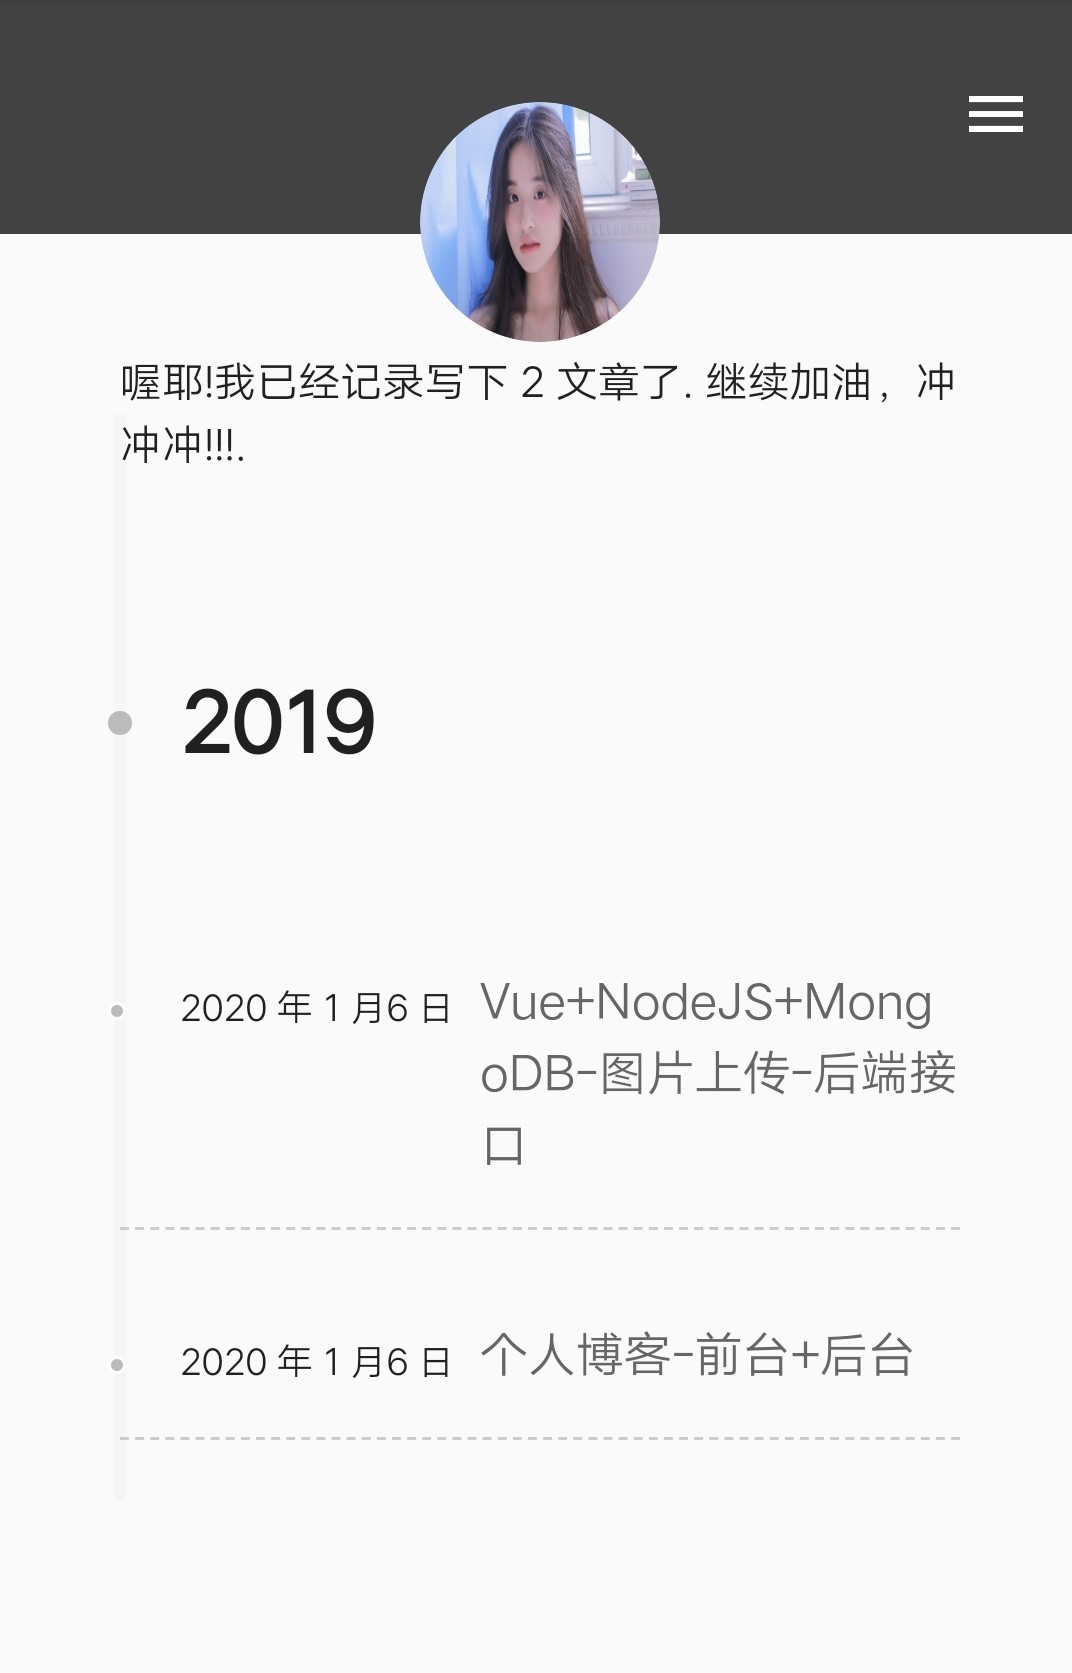 喔耶!我已经记录写下 2 文章了. 继续加油，冲
冲冲!!!.
2019
2020 年 1 月6 日
Vue+NodeJS+Mong
oDB-图片上传-后端接
口
2020 年 1 月6 日
个人博客-前台+后台